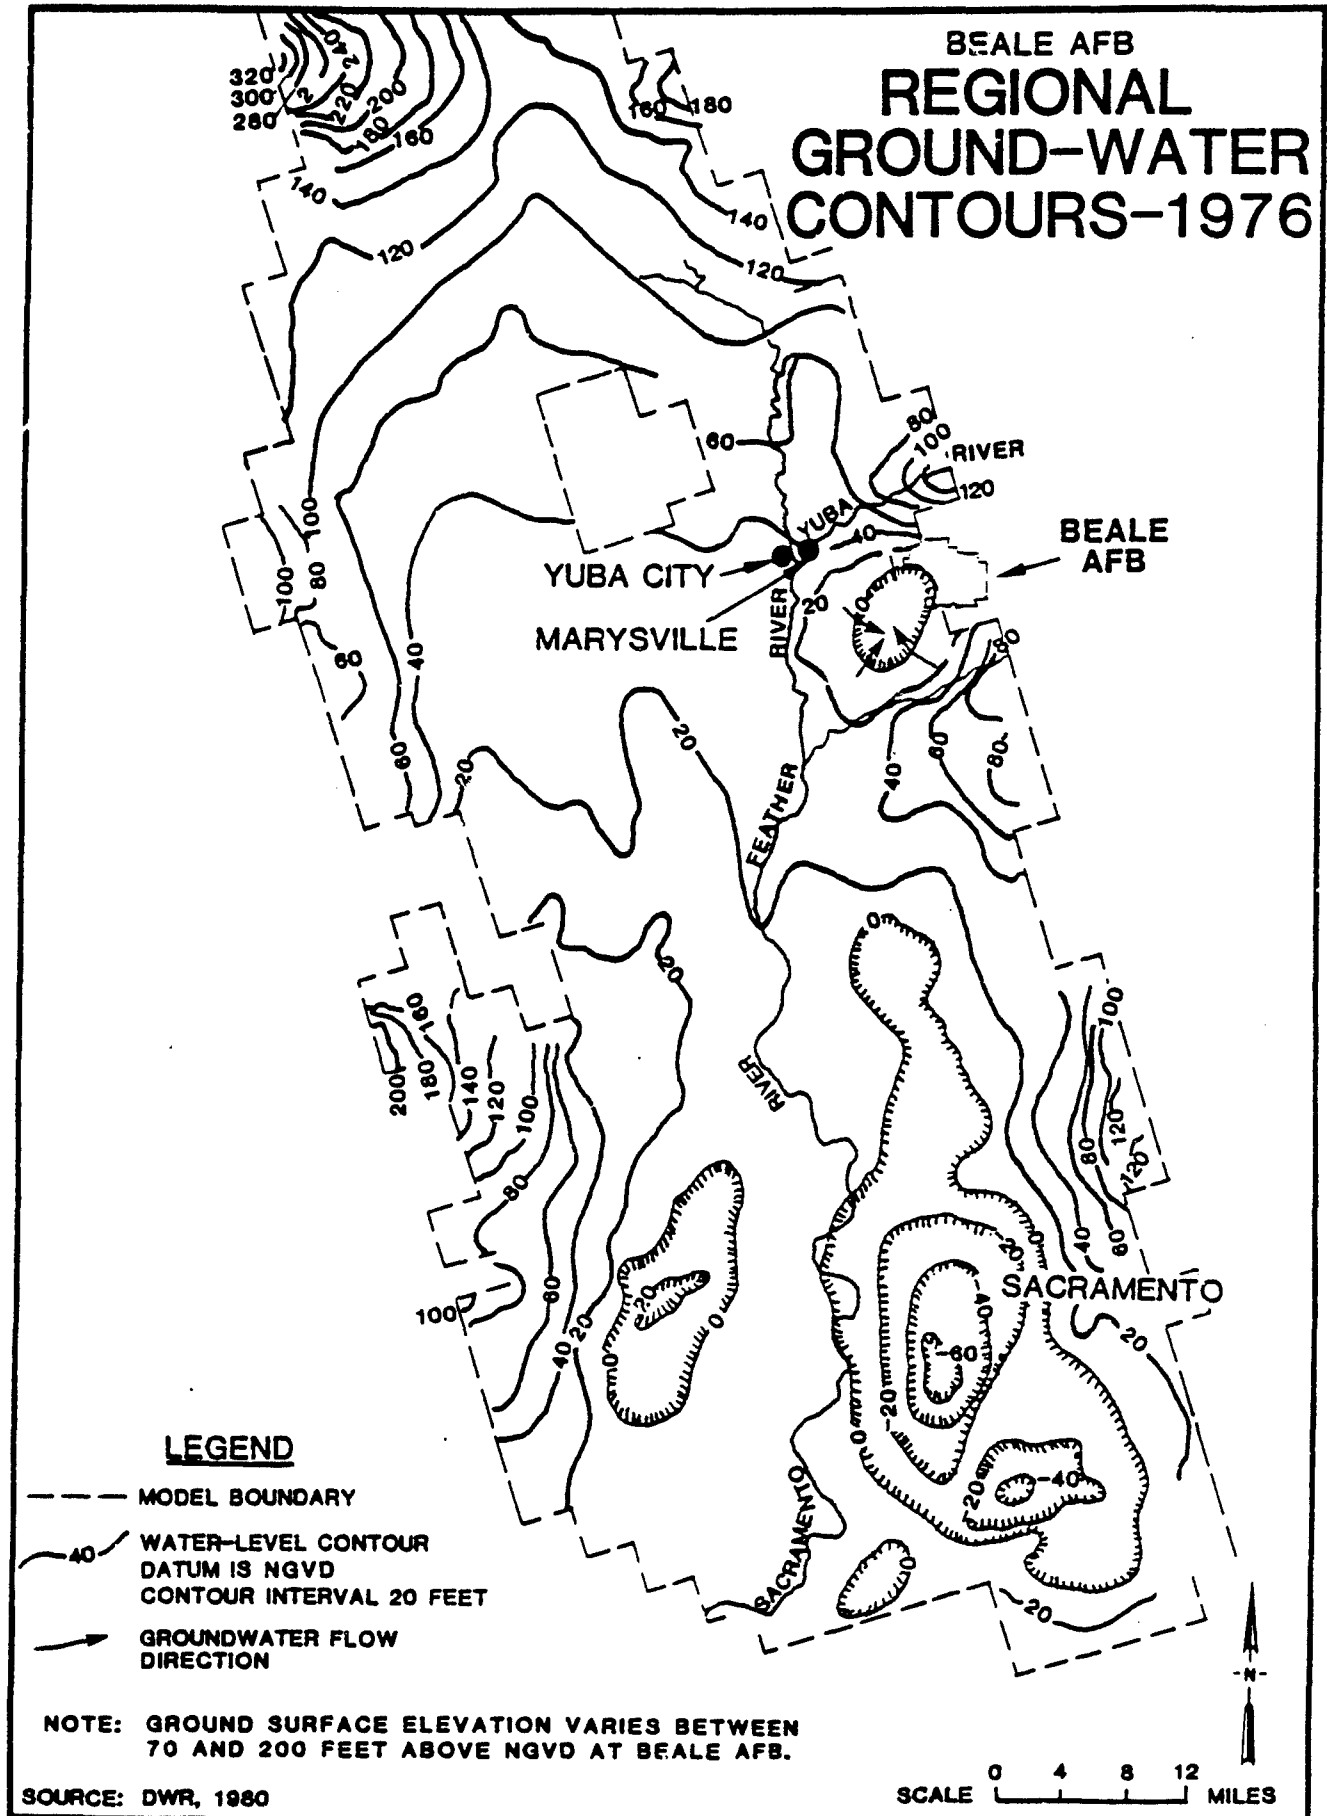 BEALE AFB
REGIONAL
GROUND-WATER
CONTOURS-1976
320
300
280
240
2
2
220
200
180
160
140
160
180
140
120
120
60
80
100
RIVER
120
YUBA
40
BEALE
AFB
YUBA CITY
MARYSVILLE
RIVER
20
0
80
100
100
80
60
40
60
20
20
40
60
80
FEATHER
0
20
160
200
180
140
120
100
80
RIVER
100
120
80
120
60
40
20
100
-20
0
0
-20
0
-40
-60
-20
40
60
SACRAMENTO
20
0
-20
-40
SACRAMENTO
0
20
LEGEND
MODEL BOUNDARY
40
WATER-LEVEL CONTOUR
DATUM IS NGVD
CONTOUR INTERVAL 20 FEET
GROUNDWATER FLOW
DIRECTION
NOTE: GROUND SURFACE ELEVATION VARIES BETWEEN
70 AND 200 FEET ABOVE NGVD AT BEALE AFB.
SOURCE: DWR, 1980
N
0 4 8 12
SCALE MILES